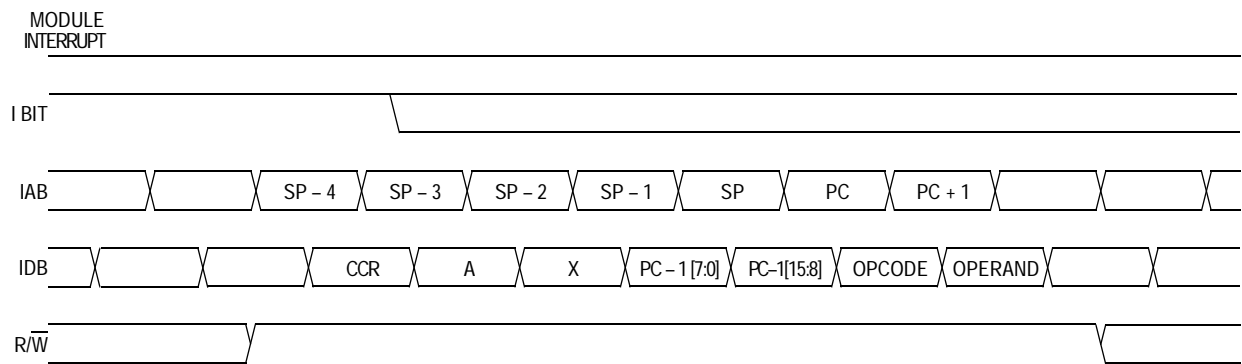 MODULE
INTERRUPT
I BIT
IAB SP – 4 SP – 3 SP – 2 SP – 1 SP PC PC + 1
IDB CCR A X PC – 1 [7:0] PC–1[15:8] OPCODE OPERAND
R/W̅